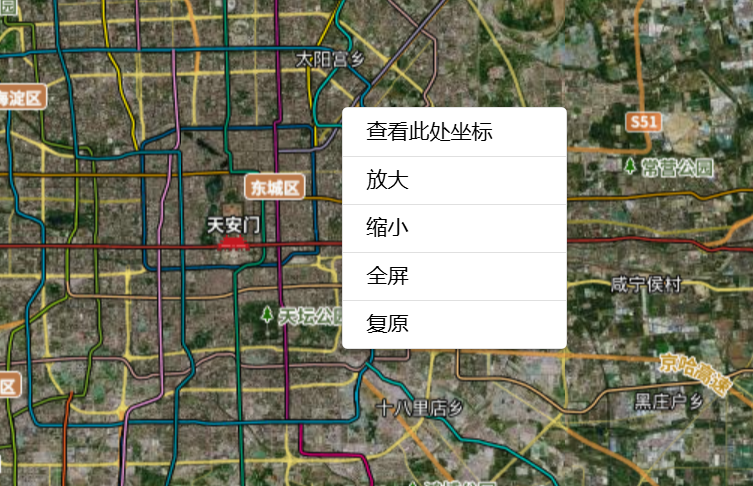 太阳宫乡
海淀区
查看此处坐标
S51
放大
常营公园
东城区
天安门
缩小
全屏
咸宁侯村
天坛公园
复原
京哈高速
区
黑庄户乡
十八里店乡